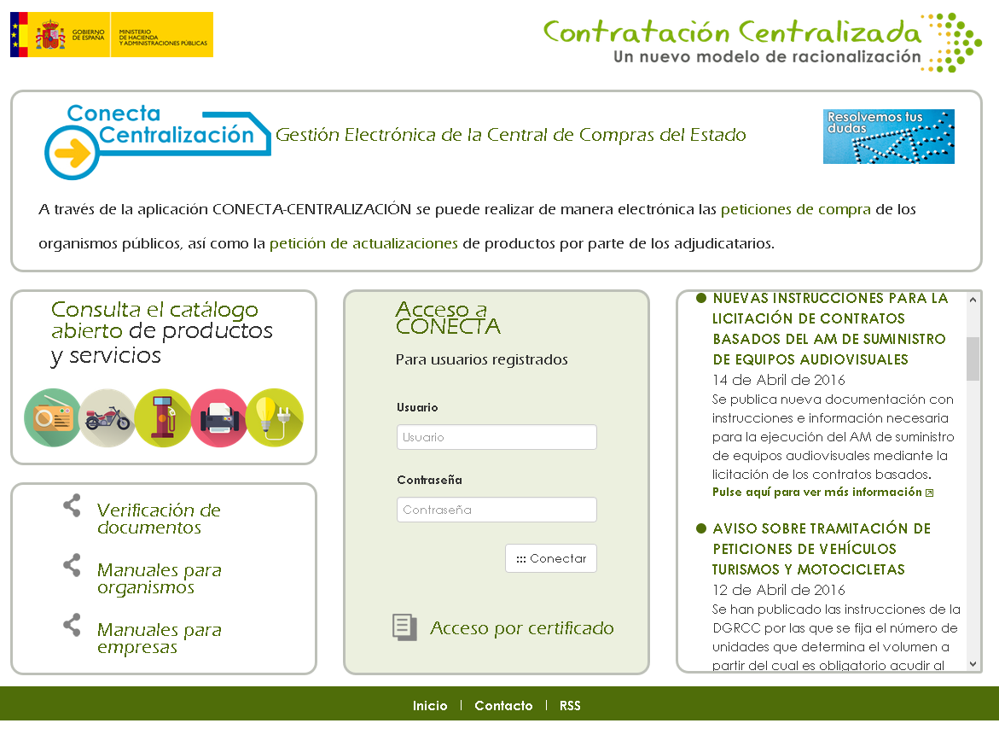 GOBIERNO
DE ESPAÑA
MINISTERIO
DE HACIENDA
Y ADMINISTRACIONES PÚBLICAS
Contratación Centralizada
Un nuevo modelo de racionalización
Conecta
Centralización
Gestión Electrónica de la Central de Compras del Estado
Resolvemos tus
dudas
A través de la aplicación CONECTA-CENTRALIZACIÓN se puede realizar de manera electrónica las peticiones de compra de los
organismos públicos, así como la petición de actualizaciones de productos por parte de los adjudicatarios.
Consulta el catálogo
abierto de productos
y servicios
Verificación de
documentos
Manuales para
organismos
Manuales para
empresas
Acceso a
CONECTA
Para usuarios registrados
Usuario
Usuario
Contraseña
Contraseña
::: Conectar
Acceso por certificado
NUEVAS INSTRUCCIONES PARA LA
LICITACIÓN DE CONTRATOS
BASADOS DEL AM DE SUMINISTRO
DE EQUIPOS AUDIOVISUALES
14 de Abril de 2016
Se publica nueva documentación con
instrucciones e información necesaria
para la ejecución del AM de suministro
de equipos audiovisuales mediante la
licitación de los contratos basados.
Pulse aquí para ver más información
AVISO SOBRE TRAMITACIÓN DE
PETICIONES DE VEHÍCULOS
TURISMOS Y MOTOCICLETAS
12 de Abril de 2016
Se han publicado las instrucciones de la
DGRCC por las que se fija el número de
unidades que determina el volumen a
partir del cual es obligatorio acudir al
Inicio | Contacto | RSS